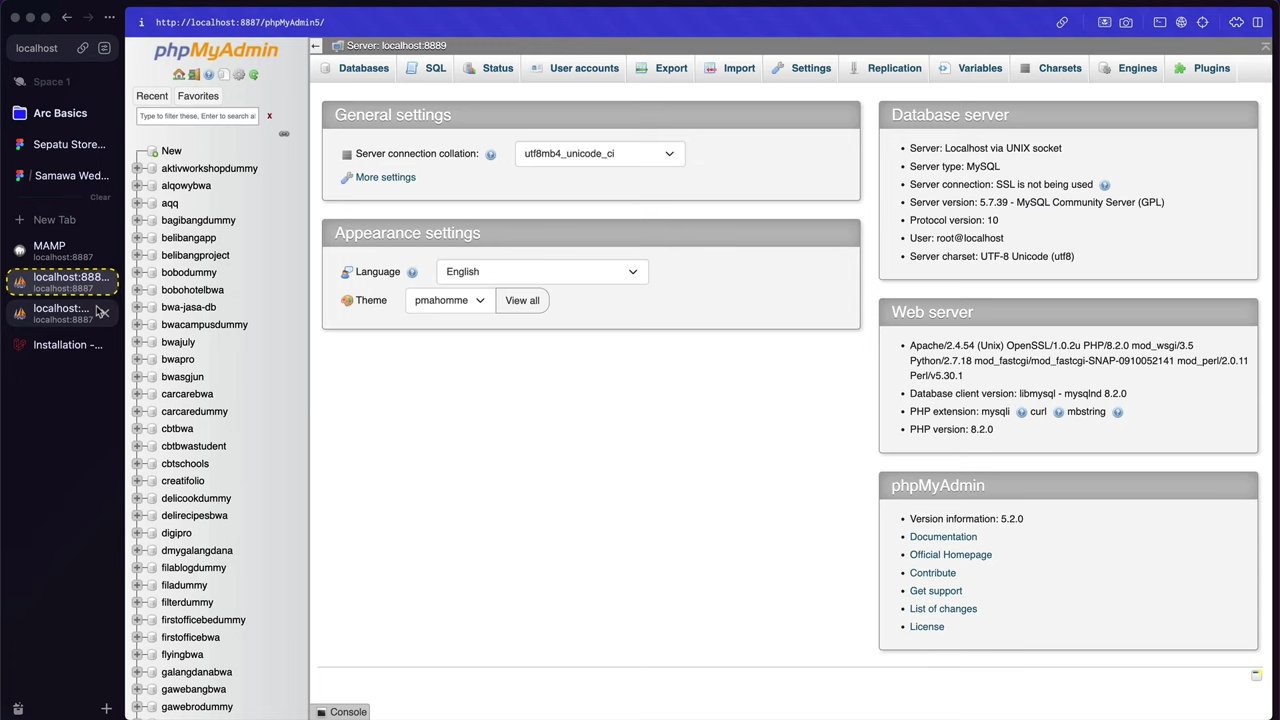 http://localhost:8887/phpMyAdmin5/
localhost
Space 1
Arc Basics
Sepatu Store...
Samawa Wed...
Clear
New Tab
MAMP
localhost:8887
localhost:888...
localhost:8887
localhost:...
localhost:8887
Installation -...
phpMyAdmin
Recent
Favorites
Type to filter these, Enter to search al
x
New
aktivworkshopdummy
alqowybwa
aqq
bagibangdummy
belibangapp
belibangproject
bobodummy
bobohotelbwa
bwa-jasa-db
bwacampusdummy
bwajuly
bwapro
bwasgjun
carcarebwa
carcaredummy
cbtbwa
cbtbwastudent
cbtschools
creatifolio
delicookdummy
delirecipesbwa
digipro
dmygalangdana
filablogdummy
filadummy
filterdummy
firstofficebedummy
firstofficebwa
flyingbwa
galangdanabwa
gawebangbwa
gawebrodummy
Server: localhost:8889
Databases
SQL
Status
User accounts
Export
Import
Settings
Replication
Variables
Charsets
Engines
Plugins
General settings
Server connection collation:
utf8mb4_unicode_ci
More settings
Appearance settings
Language
English
Theme
pmahomme
View all
Database server
Server: Localhost via UNIX socket
Server type: MySQL
Server connection: SSL is not being used
Server version: 5.7.39 - MySQL Community Server (GPL)
Protocol version: 10
User: root@localhost
Server charset: UTF-8 Unicode (utf8)
Web server
Apache/2.4.54 (Unix) OpenSSL/1.0.2u PHP/8.2.0 mod_wsgi/3.5
Python/2.7.18 mod_fastcgi/mod_fastcgi-SNAP-0910052141 mod_perl/2.0.11
Perl/v5.30.1
Database client version: libmysql - mysqlnd 8.2.0
PHP extension: mysqli curl mbstring
PHP version: 8.2.0
phpMyAdmin
Version information: 5.2.0
Documentation
Official Homepage
Contribute
Get support
List of changes
License
Console